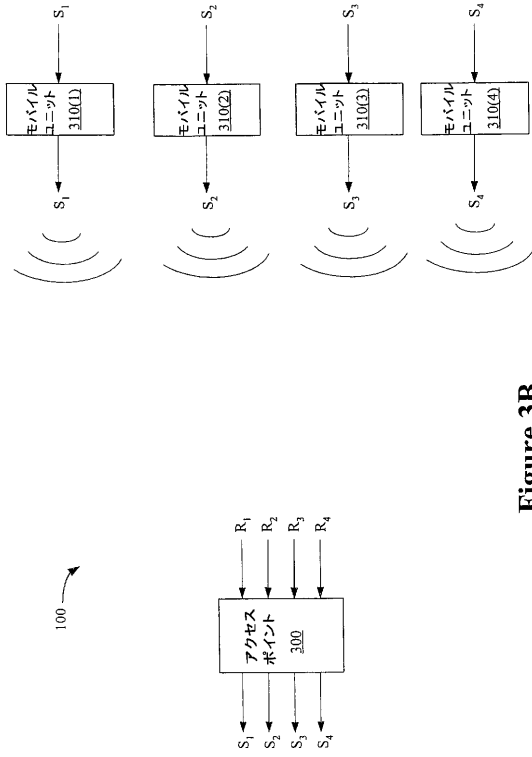 S₁
モバイル
ユニット
310(1)
S₁
S₂
モバイル
ユニット
310(2)
S₂
S₃
モバイル
ユニット
310(3)
S₃
S₄
モバイル
ユニット
310(4)
S₄
100
R₁
R₂
R₃
R₄
アクセス
ポイント
300
S₁
S₂
S₃
S₄
Figure 3B